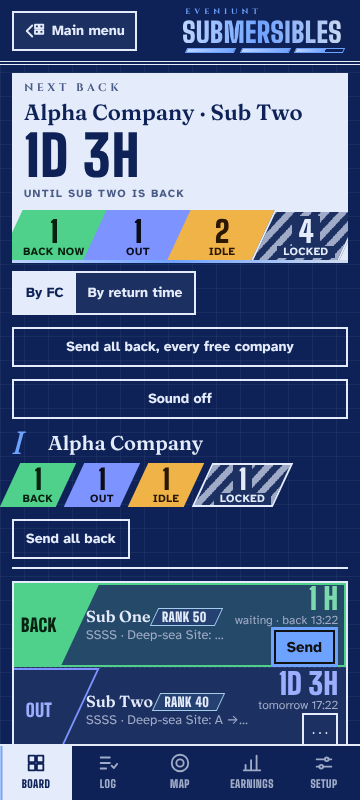 Main menu
EVENIUNT
SUBMERSIBLES
NEXT BACK
Alpha Company · Sub Two
1D 3H
UNTIL SUB TWO IS BACK
1 BACK NOW
1 OUT
2 IDLE
4 LOCKED
By FC
By return time
Send all back, every free company
Sound off
I Alpha Company
1 BACK
1 OUT
1 IDLE
1 LOCKED
Send all back
BACK
Sub One
RANK 50
SSSS · Deep-sea Site: ...
1 H
waiting · back 13:22
Send
OUT
Sub Two
RANK 40
SSSS · Deep-sea Site: A →...
1D 3H
tomorrow 17:22
...
BOARD
LOG
MAP
EARNINGS
SETUP